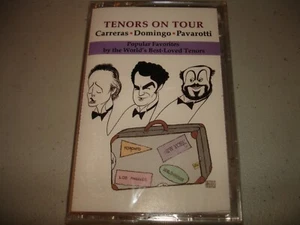 TENORS ON TOUR
Carreras • Domingo • Pavarotti
Popular Favorites
by the World's Best-Loved Tenors